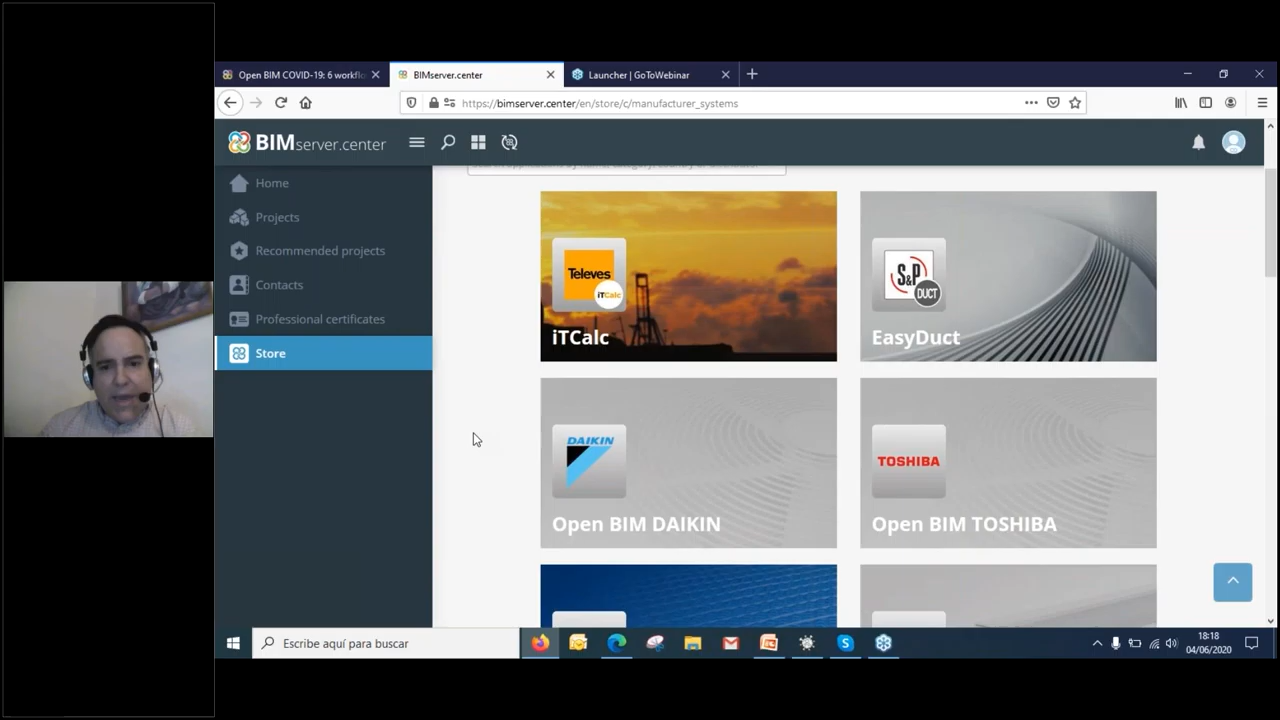 Open BIM COVID-19: 6 workflo
BIMserver.center
Launcher | GoToWebinar
https://bimserver.center/en/store/c/manufacturer_systems
BIMserver.center
Home
Projects
Recommended projects
Contacts
Professional certificates
Store
Televes
iTCalc
iTCalc
S&P
DUCT
EasyDuct
DAIKIN
Open BIM DAIKIN
TOSHIBA
Open BIM TOSHIBA
Escribe aquí para buscar
18:18
04/06/2020